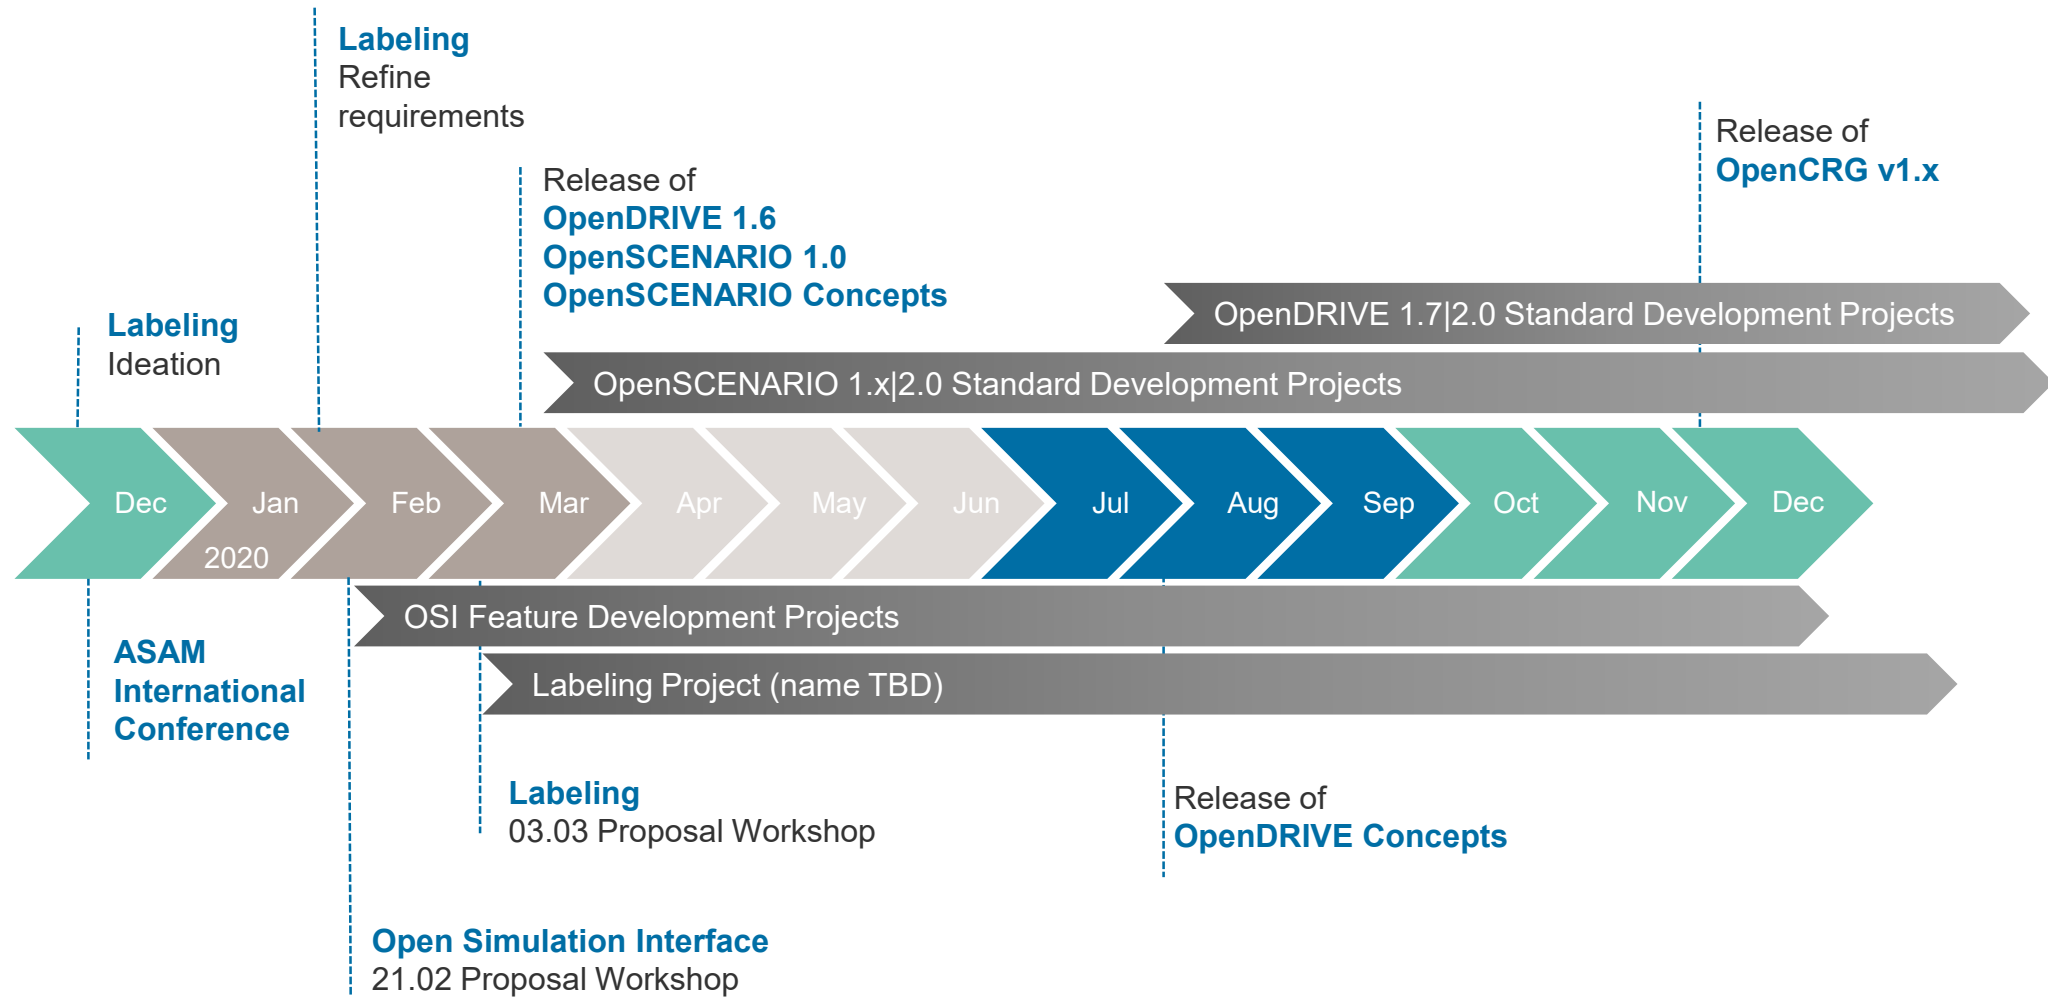 Labeling
Refine
requirements
Release of
OpenDRIVE 1.6
OpenSCENARIO 1.0
OpenSCENARIO Concepts
Release of
OpenCRG v1.x
Labeling
Ideation
OpenDRIVE 1.7|2.0 Standard Development Projects
OpenSCENARIO 1.x|2.0 Standard Development Projects
Dec
Jan
Feb
Mar
Apr
May
Jun
Jul
Aug
Sep
Oct
Nov
Dec
2020
OSI Feature Development Projects
Labeling Project (name TBD)
ASAM
International
Conference
Labeling
03.03 Proposal Workshop
Release of
OpenDRIVE Concepts
Open Simulation Interface
21.02 Proposal Workshop